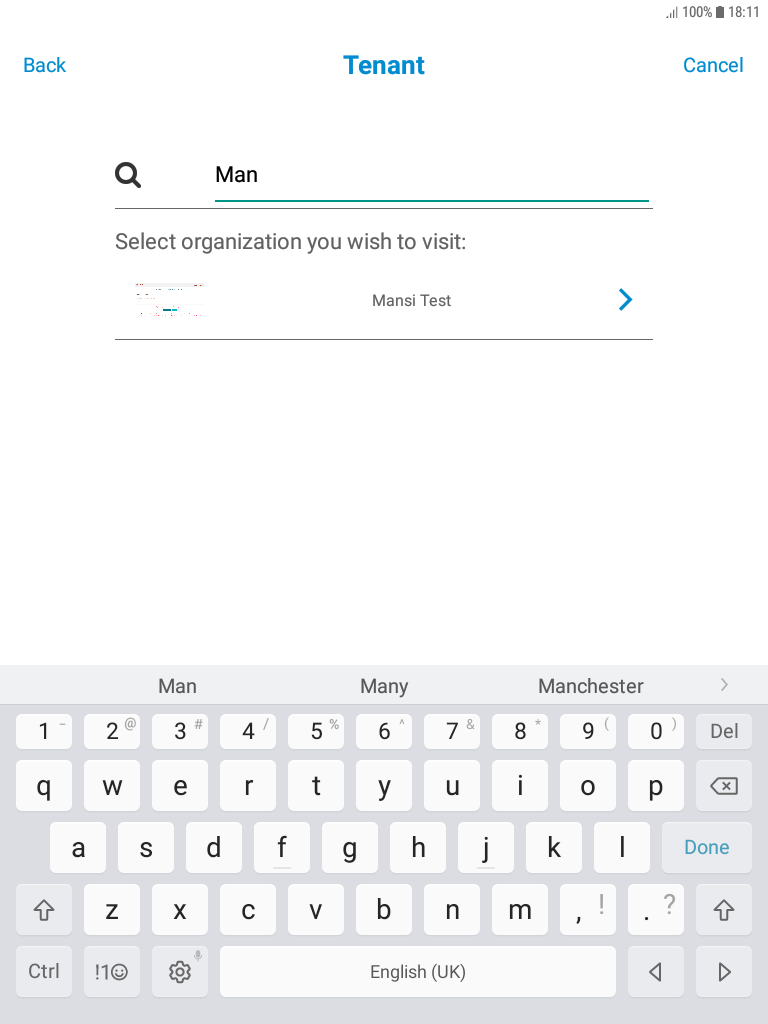 100% 18:11
Back Tenant Cancel
Man
Select organization you wish to visit:
Mansi Test
Man Many Manchester
1 - 2 @ 3 # 4 / 5 % 6 ^ 7 & 8 * 9 ( 0 ) Del
q w e r t y u i o p
a s d f g h j k l Done
z x c v b n m , ! . ?
Ctrl !1☺ English (UK)